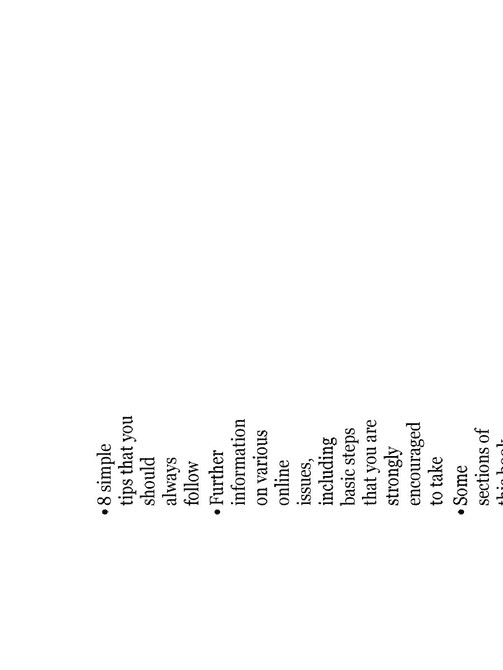 • 8 simple
tips that you
should
always
follow
• Further
information
on various
online
issues,
including
basic steps
that you are
strongly
encouraged
to take
• Some
sections of